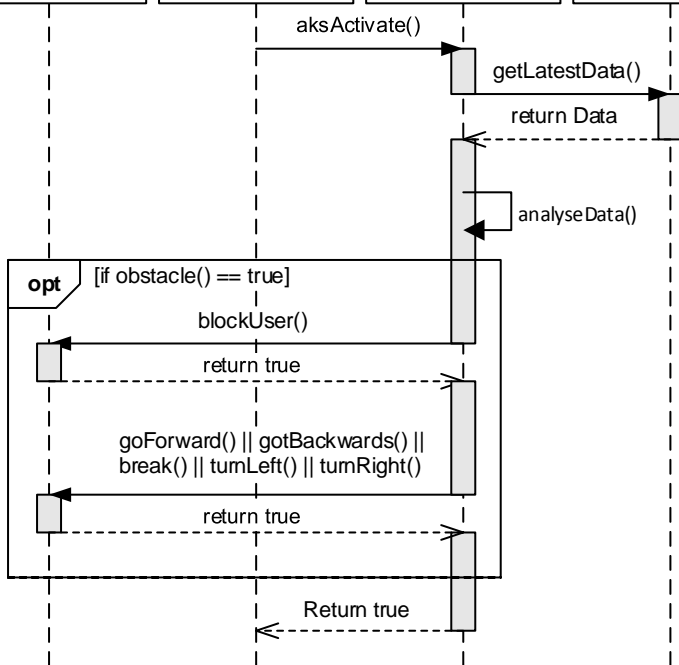 aksActivate()
getLatestData()
return Data
analyseData()
opt
[if obstacle() == true]
blockUser()
return true
goForward() || gotBackwards() ||
break() || turnLeft() || turnRight()
return true
Return true